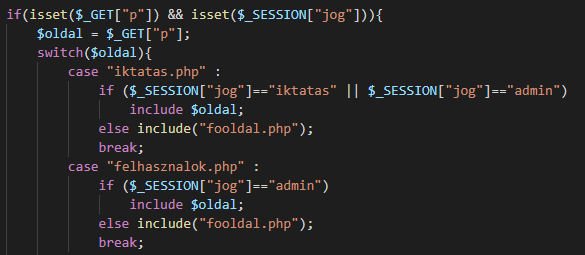 if(isset($_GET["p"]) && isset($_SESSION["jog"])){
    $oldal = $_GET["p"];
    switch($oldal){
        case "iktatas.php" :
            if ($_SESSION["jog"]=="iktatas" || $_SESSION["jog"]=="admin")
                include $oldal;
            else include("fooldal.php");
            break;
        case "felhasznalok.php" :
            if ($_SESSION["jog"]=="admin")
                include $oldal;
            else include("fooldal.php");
            break;